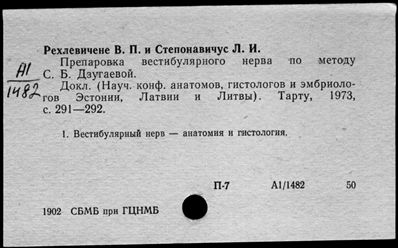 Рехлевичене В. П. и Степонавичус Л. И.
Препаровка вестибулярного нерва по методу
С. Б. Дзугаевой.
A1
1482
Докл. (Науч. конф. анатомов, гистологов и эмбриоло-
гов Эстонии, Латвии и Литвы). Тарту, 1973,
с. 291—292.
1. Вестибулярный нерв — анатомия и гистология.
П-7 А1/1482 50
1902 СБМБ при ГЦНМБ